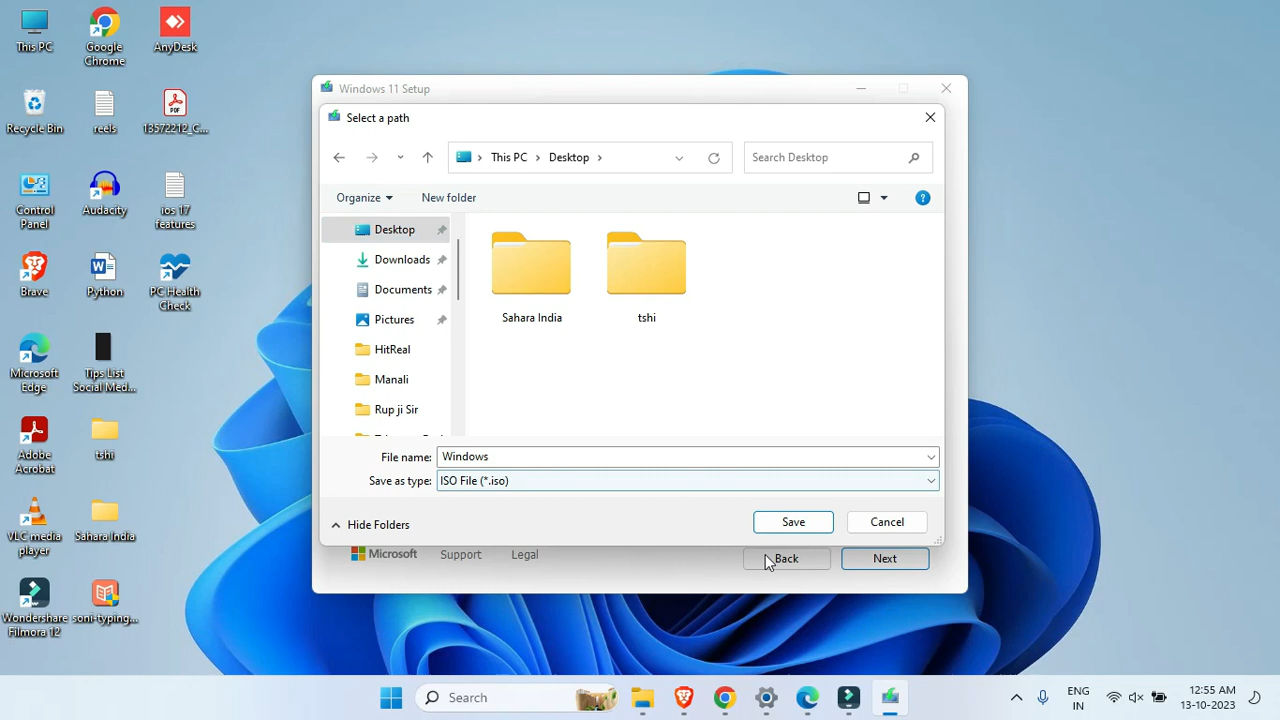 This PC
Google
Chrome
AnyDesk
Recycle Bin
reels
13572212_C...
Control
Panel
Audacity
ios 17
features
Brave
Python
PC Health
Check
Microsoft
Edge
Tips List
Social Med...
Adobe
Acrobat
tshi
VLC media
player
Sahara India
Wondershare
Filmora 12
soni-typing...
Windows 11 Setup
Select a path
This PC
Desktop
Search Desktop
Organize
New folder
Desktop
Downloads
Documents
Pictures
HitReal
Manali
Rup ji Sir
Sahara India
tshi
File name: Windows
Save as type: ISO File (*.iso)
Hide Folders
Save
Cancel
Microsoft
Support
Legal
Back
Next
Search
ENG
IN
12:55 AM
13-10-2023